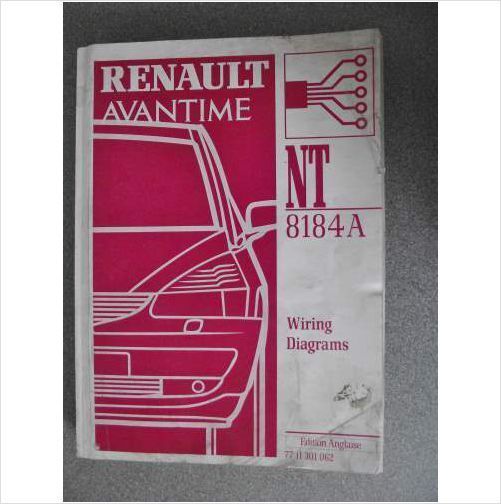 RENAULT
AVANTIME
NT
8184A
Wiring
Diagrams
Edition Anglaise
77 11 301 062